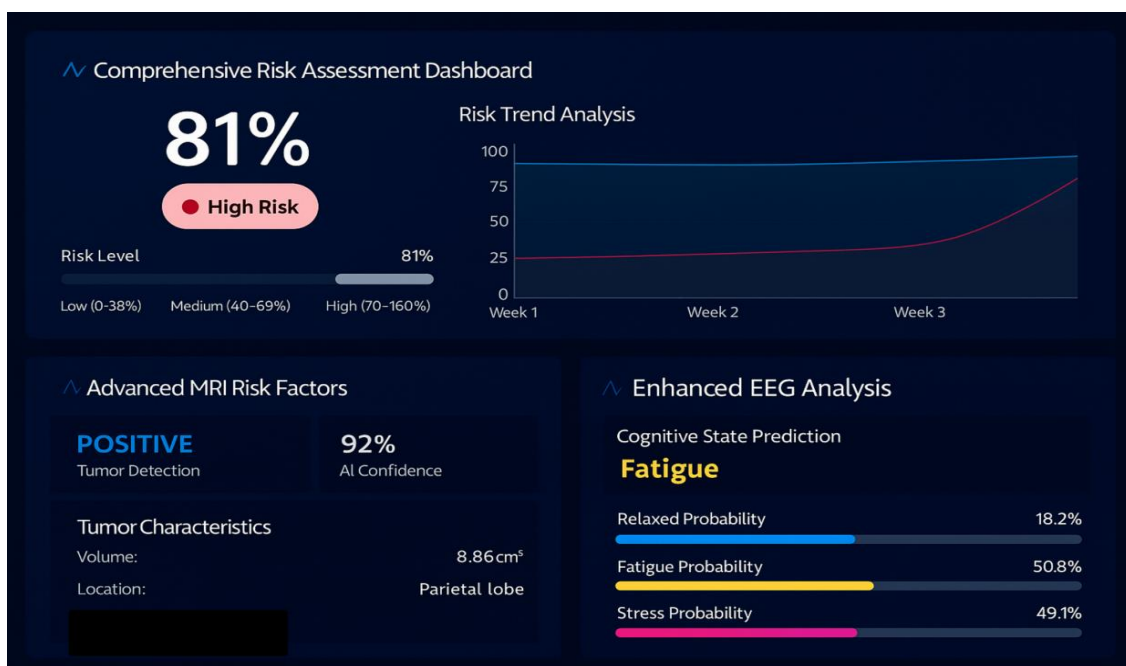 Comprehensive Risk Assessment Dashboard
81%
High Risk
Risk Level 81%
Low (0-38%) Medium (40-69%) High (70-160%)
Risk Trend Analysis
100
75
50
25
0
Week 1 Week 2 Week 3
Advanced MRI Risk Factors
POSITIVE
Tumor Detection
92%
AI Confidence
Tumor Characteristics
Volume: 8.86 cmˢ
Location: Parietal lobe
Enhanced EEG Analysis
Cognitive State Prediction
Fatigue
Relaxed Probability 18.2%
Fatigue Probability 50.8%
Stress Probability 49.1%